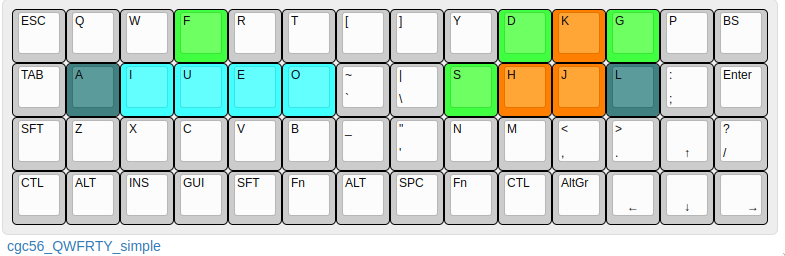 ESC Q W F R T [ ] Y D K G P BS
TAB A I U E O ~ | S H J L : Enter
` \ ;
SFT Z X C V B _ " N M < > ?
' , . ↑ /
CTL ALT INS GUI SFT Fn ALT SPC Fn CTL AltGr
← ↓ →
cgc56_QWFRTY_simple